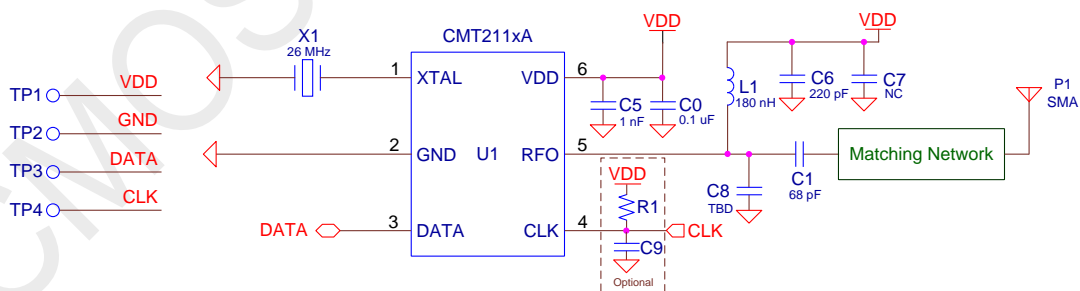 CMOS
TP1
VDD
TP2
GND
TP3
DATA
TP4
CLK
X1
26 MHz
CMT211xA
1
XTAL
2
GND
3
DATA
DATA
U1
VDD
6
RFO
5
CLK
4
CLK
VDD
C5
1 nF
C0
0.1 uF
VDD
R1
C9
Optional
L1
180 nH
VDD
C6
220 pF
C7
NC
C8
TBD
C1
68 pF
Matching Network
P1
SMA